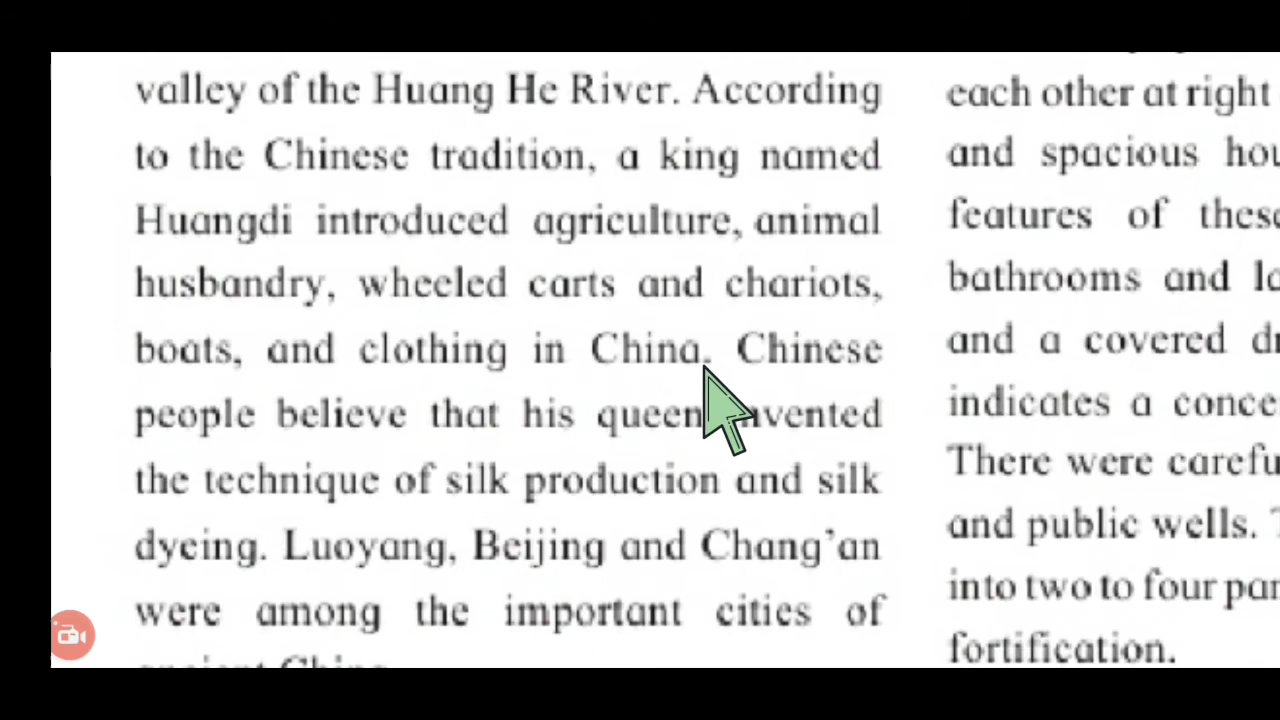 valley of the Huang He River. According
to the Chinese tradition, a king named
Huangdi introduced agriculture, animal
husbandry, wheeled carts and chariots,
boats, and clothing in China. Chinese
people believe that his queen invented
the technique of silk production and silk
dyeing. Luoyang, Beijing and Chang'an
were among the important cities of
ancient China.
each other at right
and spacious
features of
bathrooms and
and a covered
indicates a
There were
and public wells.
into two to four
fortification.